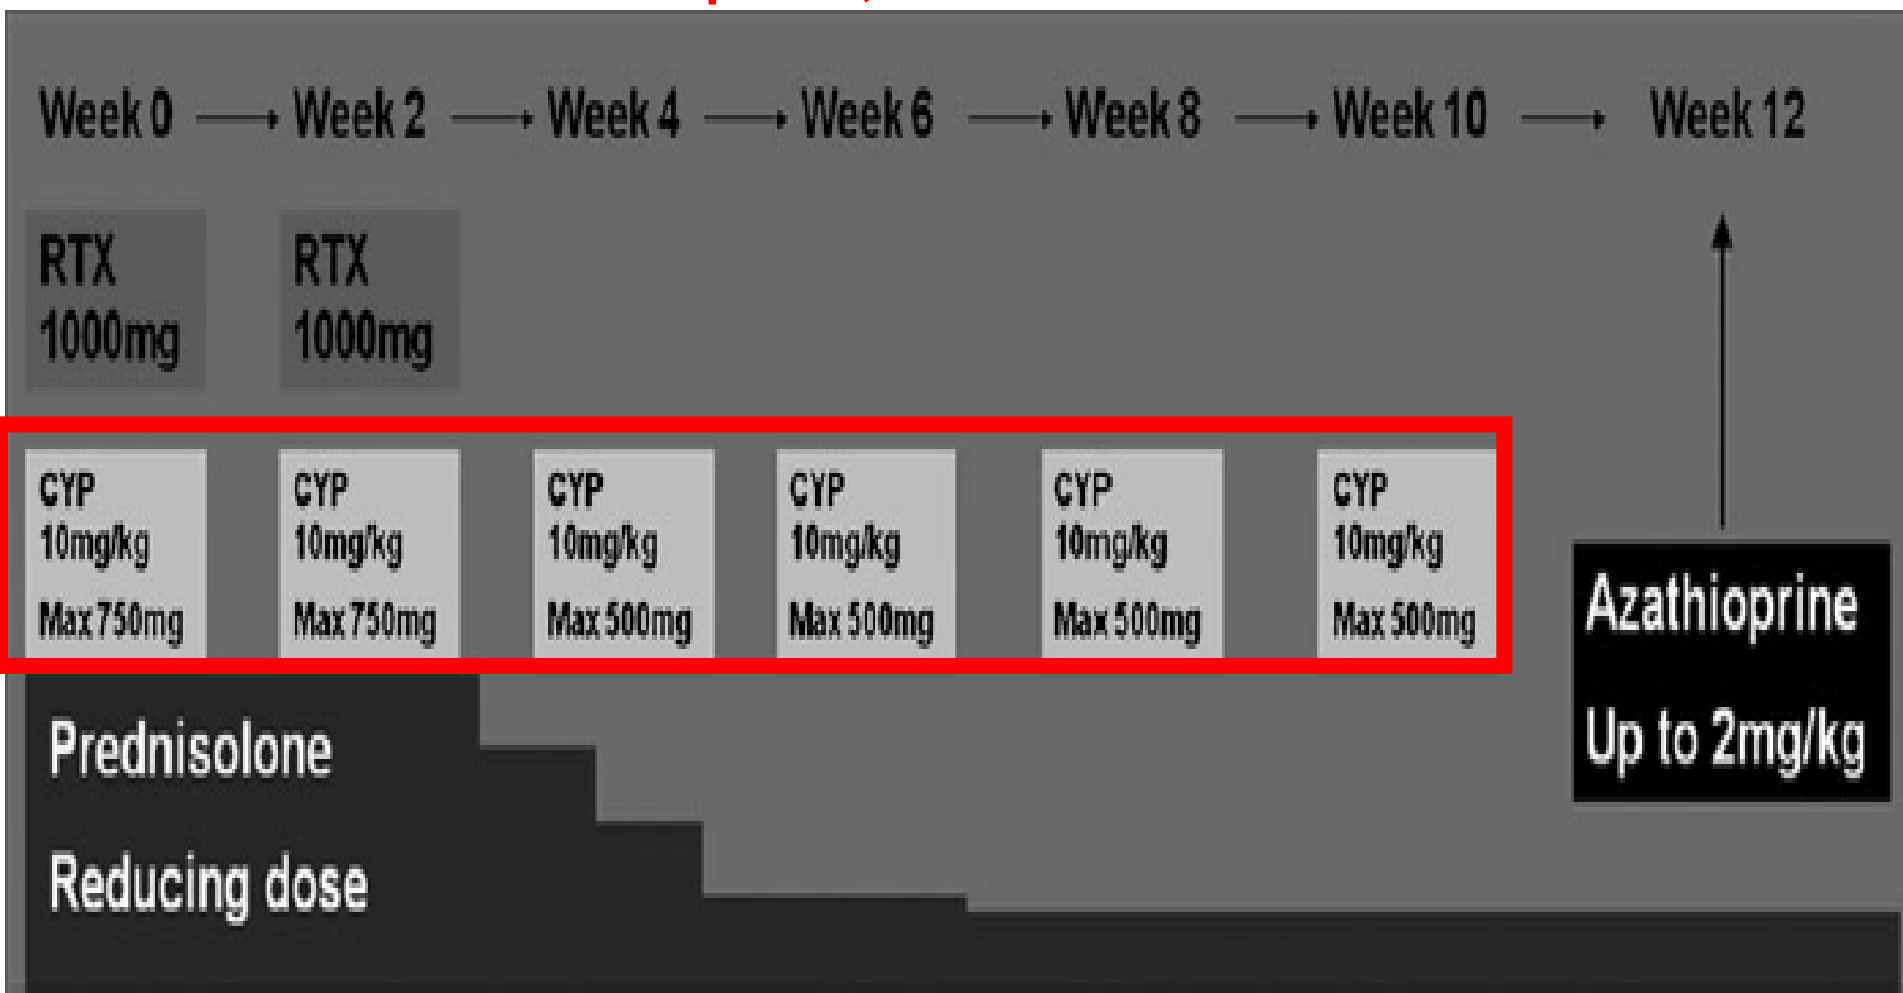 Week 0 → Week 2 → Week 4 → Week 6 → Week 8 → Week 10 → Week 12
RTX
1000mg
RTX
1000mg
CYP
10mg/kg
Max 750mg
CYP
10mg/kg
Max 750mg
CYP
10mg/kg
Max 500mg
CYP
10mg/kg
Max 500mg
CYP
10mg/kg
Max 500mg
CYP
10mg/kg
Max 500mg
Azathioprine
Up to 2mg/kg
Prednisolone
Reducing dose